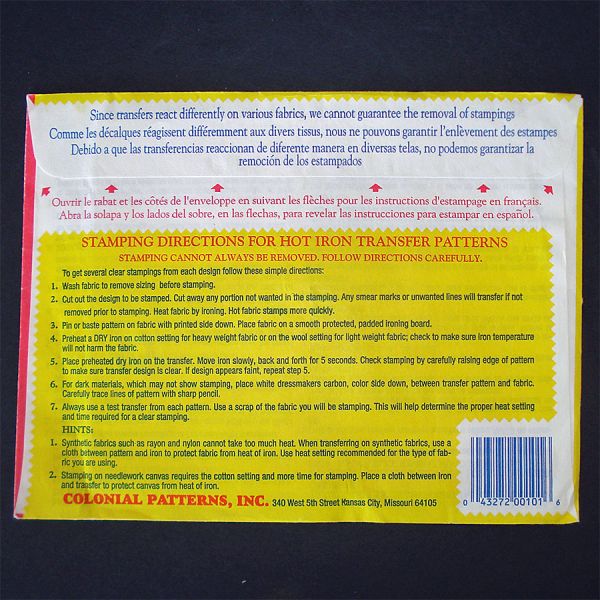 Since transfers react differently on various fabrics, we cannot guarantee the removal of stampings
Comme les décalques réagissent différemment aux divers tissus, nous ne pouvons garantir l'enlèvement des estampes
Debido a que las transferencias reaccionan de diferente manera en diversas telas, no podemos garantizar la
remoción de los estampados
Ouvrir le rabat et les côtés de l'enveloppe en suivant les flèches pour les instructions d'estampage en français.
Abra la solapa y los lados del sobre, en las flechas, para revelar las instrucciones para estampar en español.
STAMPING DIRECTIONS FOR HOT IRON TRANSFER PATTERNS
STAMPING CANNOT ALWAYS BE REMOVED. FOLLOW DIRECTIONS CAREFULLY.
To get several clear stampings from each design follow these simple directions:
1. Wash fabric to remove sizing before stamping.
2. Cut out the design to be stamped. Cut away any portion not wanted in the stamping. Any smear marks or unwanted lines will transfer if not
removed prior to stamping. Heat fabric by ironing. Hot fabric stamps more quickly.
3. Pin or baste pattern on fabric with printed side down. Place fabric on a smooth protected, padded ironing board.
4. Preheat a DRY iron on cotton setting for heavy weight fabric or on the wool setting for light weight fabric; check to make sure iron temperature
will not harm the fabric.
5. Place preheated dry iron on the transfer. Move iron slowly, back and forth for 5 seconds. Check stamping by carefully raising edge of pattern
to make sure transfer design is clear. If design appears faint, repeat step 5.
6. For dark materials, which may not show stamping, place white dressmakers carbon, color side down, between transfer pattern and fabric.
Carefully trace lines of pattern with sharp pencil.
7. Always use a test transfer from each pattern. Use a scrap of the fabric you will be stamping. This will help determine the proper heat setting
and time required for a clear stamping.
HINTS:
1. Synthetic fabrics such as rayon and nylon cannot take too much heat. When transferring on synthetic fabrics, use a
cloth between pattern and iron to protect fabric from heat of iron. Use heat setting recommended for the type of fab-
ric you are using.
2. Stamping on needlework canvas requires the cotton setting and more time for stamping. Place a cloth between iron
and transfer to protect canvas from heat of iron.
COLONIAL PATTERNS, INC. 340 West 5th Street Kansas City, Missouri 64105
0 43272 00101 6